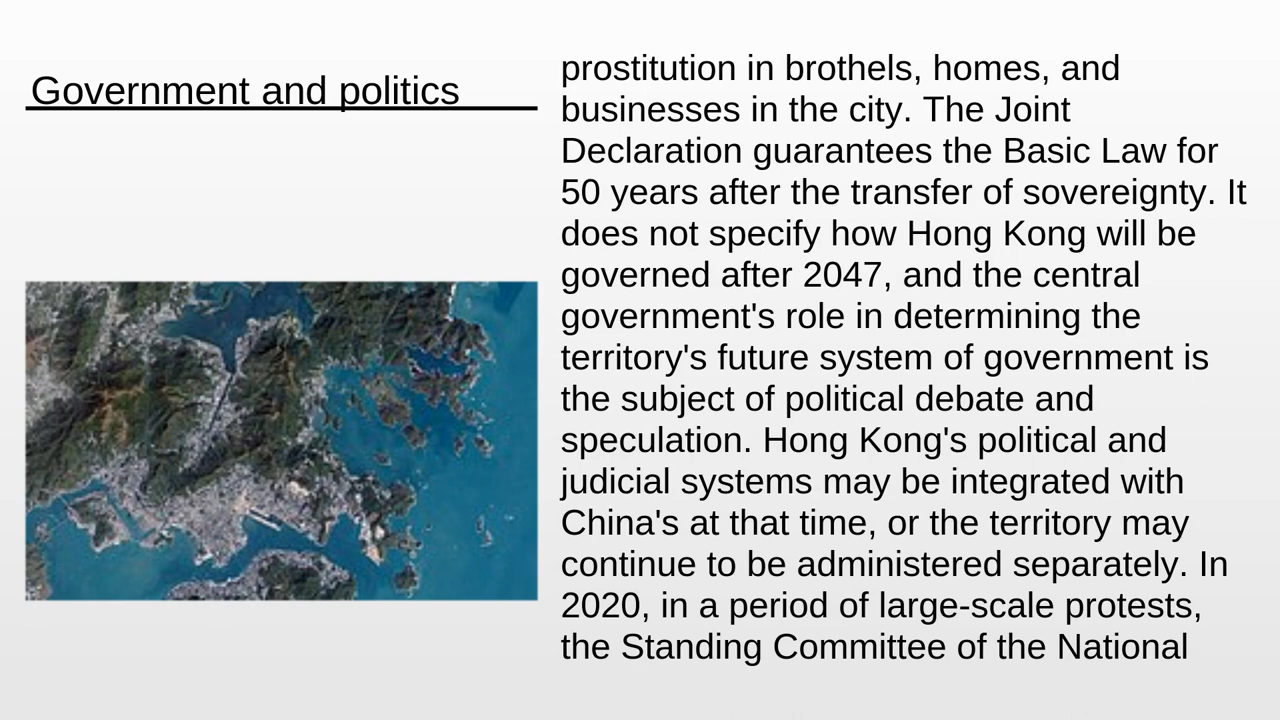 Government and politics
prostitution in brothels, homes, and
businesses in the city. The Joint
Declaration guarantees the Basic Law for
50 years after the transfer of sovereignty. It
does not specify how Hong Kong will be
governed after 2047, and the central
government's role in determining the
territory's future system of government is
the subject of political debate and
speculation. Hong Kong's political and
judicial systems may be integrated with
China's at that time, or the territory may
continue to be administered separately. In
2020, in a period of large-scale protests,
the Standing Committee of the National